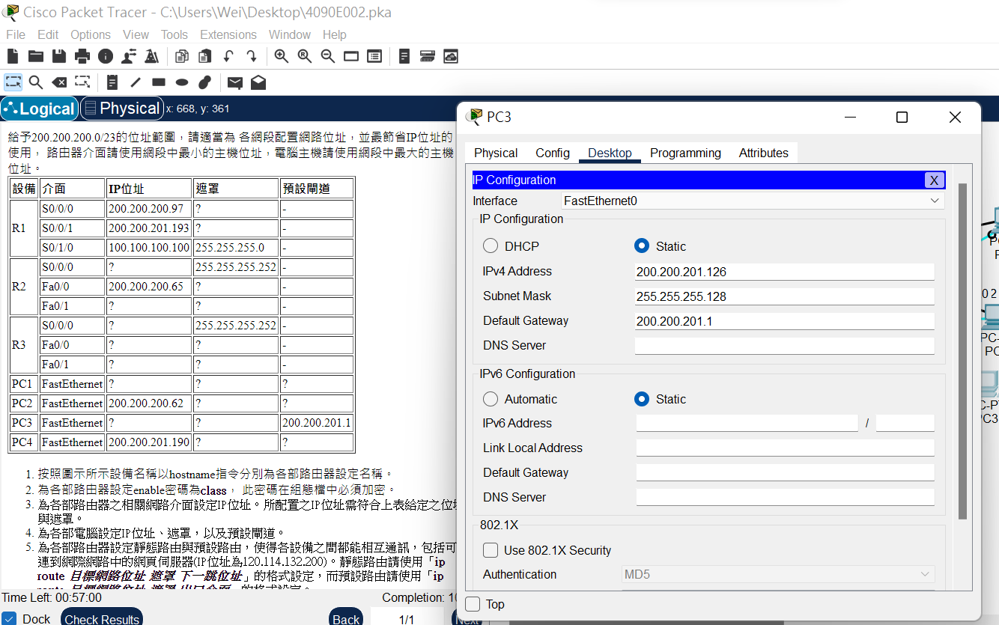 Cisco Packet Tracer - C:\Users\Wei\Desktop\4090E002.pka
File Edit Options View Tools Extensions Window Help
Logical Physical x: 668, y: 361
給予200.200.200.0/23的位址範圍，請適當為 各網段配置網路位址，並最節省IP位址的
使用， 路由器介面請使用網段中最小的主機位址，電腦主機請使用網段中最大的主機
位址。
設備 介面 IP位址 遮罩 預設閘道
R1 S0/0/0 200.200.200.97 ? -
S0/0/1 200.200.201.193 ? -
S0/1/0 100.100.100.100 255.255.255.0 -
R2 S0/0/0 ? 255.255.255.252 -
Fa0/0 200.200.200.65 ? -
Fa0/1 ? ? -
R3 S0/0/0 ? 255.255.255.252 -
Fa0/0 ? ? -
Fa0/1 ? ? -
PC1 FastEthernet ? ? ?
PC2 FastEthernet 200.200.200.62 ? ?
PC3 FastEthernet ? ? 200.200.201.1
PC4 FastEthernet 200.200.201.190 ? ?
1. 按照圖示所示設備名稱以hostname指令分別為各部路由器設定名稱。
2. 為各部路由器設定enable密碼為class， 此密碼在組態檔中必須加密。
3. 為各部路由器之相關網路介面設定IP位址。所配置之IP位址需符合上表給定之位址
與遮罩。
4. 為各部電腦設定IP位址、遮罩，以及預設閘道。
5. 為各部路由器設定靜態路由與預設路由，使得各設備之間都能相互通訊，包括可
連到網際網路中的網頁伺服器(IP位址為120.114.132.200)。靜態路由請使用「ip
route 目標網路位址 遮罩 下一跳位址」的格式設定，而預設路由請使用「ip
route 目標網路位址 遮罩 出口介面」的格式設定。
Time Left: 00:57:00 Completion: 10
Dock Check Results Back 1/1 Next
PC3
Physical Config Desktop Programming Attributes
IP Configuration X
Interface FastEthernet0
IP Configuration
DHCP Static
IPv4 Address 200.200.201.126
Subnet Mask 255.255.255.128
Default Gateway 200.200.201.1
DNS Server
IPv6 Configuration
Automatic Static
IPv6 Address /
Link Local Address
Default Gateway
DNS Server
802.1X
Use 802.1X Security
Authentication MD5
Top
0 2
PC-
PC
C-P
PC3